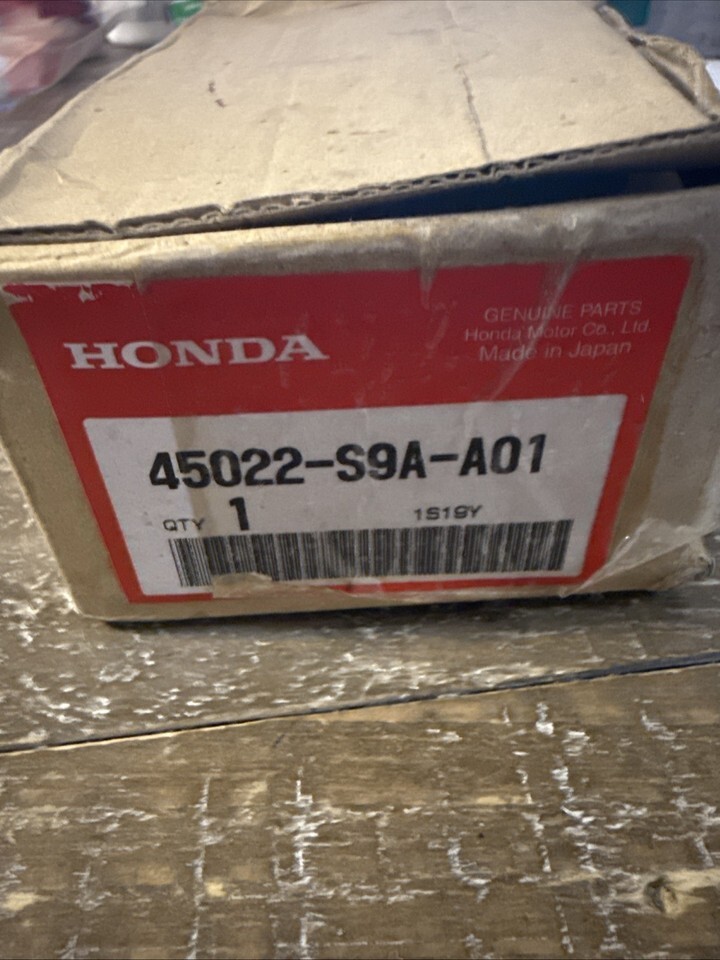 HONDA
GENUINE PARTS
Honda Motor Co., Ltd.
Made in Japan
45022-S9A-A01
QTY 1
1S19Y